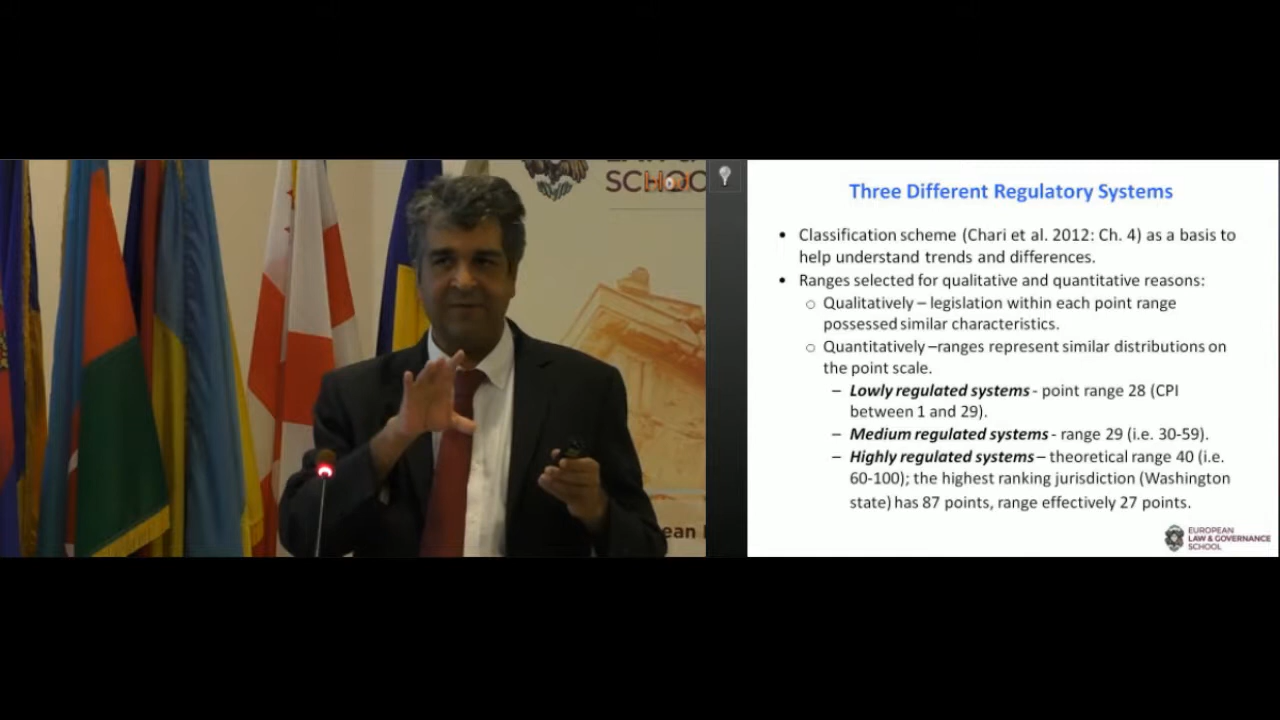 SCHOO
ean
Three Different Regulatory Systems
• Classification scheme (Chari et al. 2012: Ch. 4) as a basis to
help understand trends and differences.
• Ranges selected for qualitative and quantitative reasons:
o Qualitatively – legislation within each point range
possessed similar characteristics.
o Quantitatively –ranges represent similar distributions on
the point scale.
– Lowly regulated systems - point range 28 (CPI
between 1 and 29).
– Medium regulated systems - range 29 (i.e. 30-59).
– Highly regulated systems – theoretical range 40 (i.e.
60-100); the highest ranking jurisdiction (Washington
state) has 87 points, range effectively 27 points.
EUROPEAN
LAW & GOVERNANCE
SCHOOL